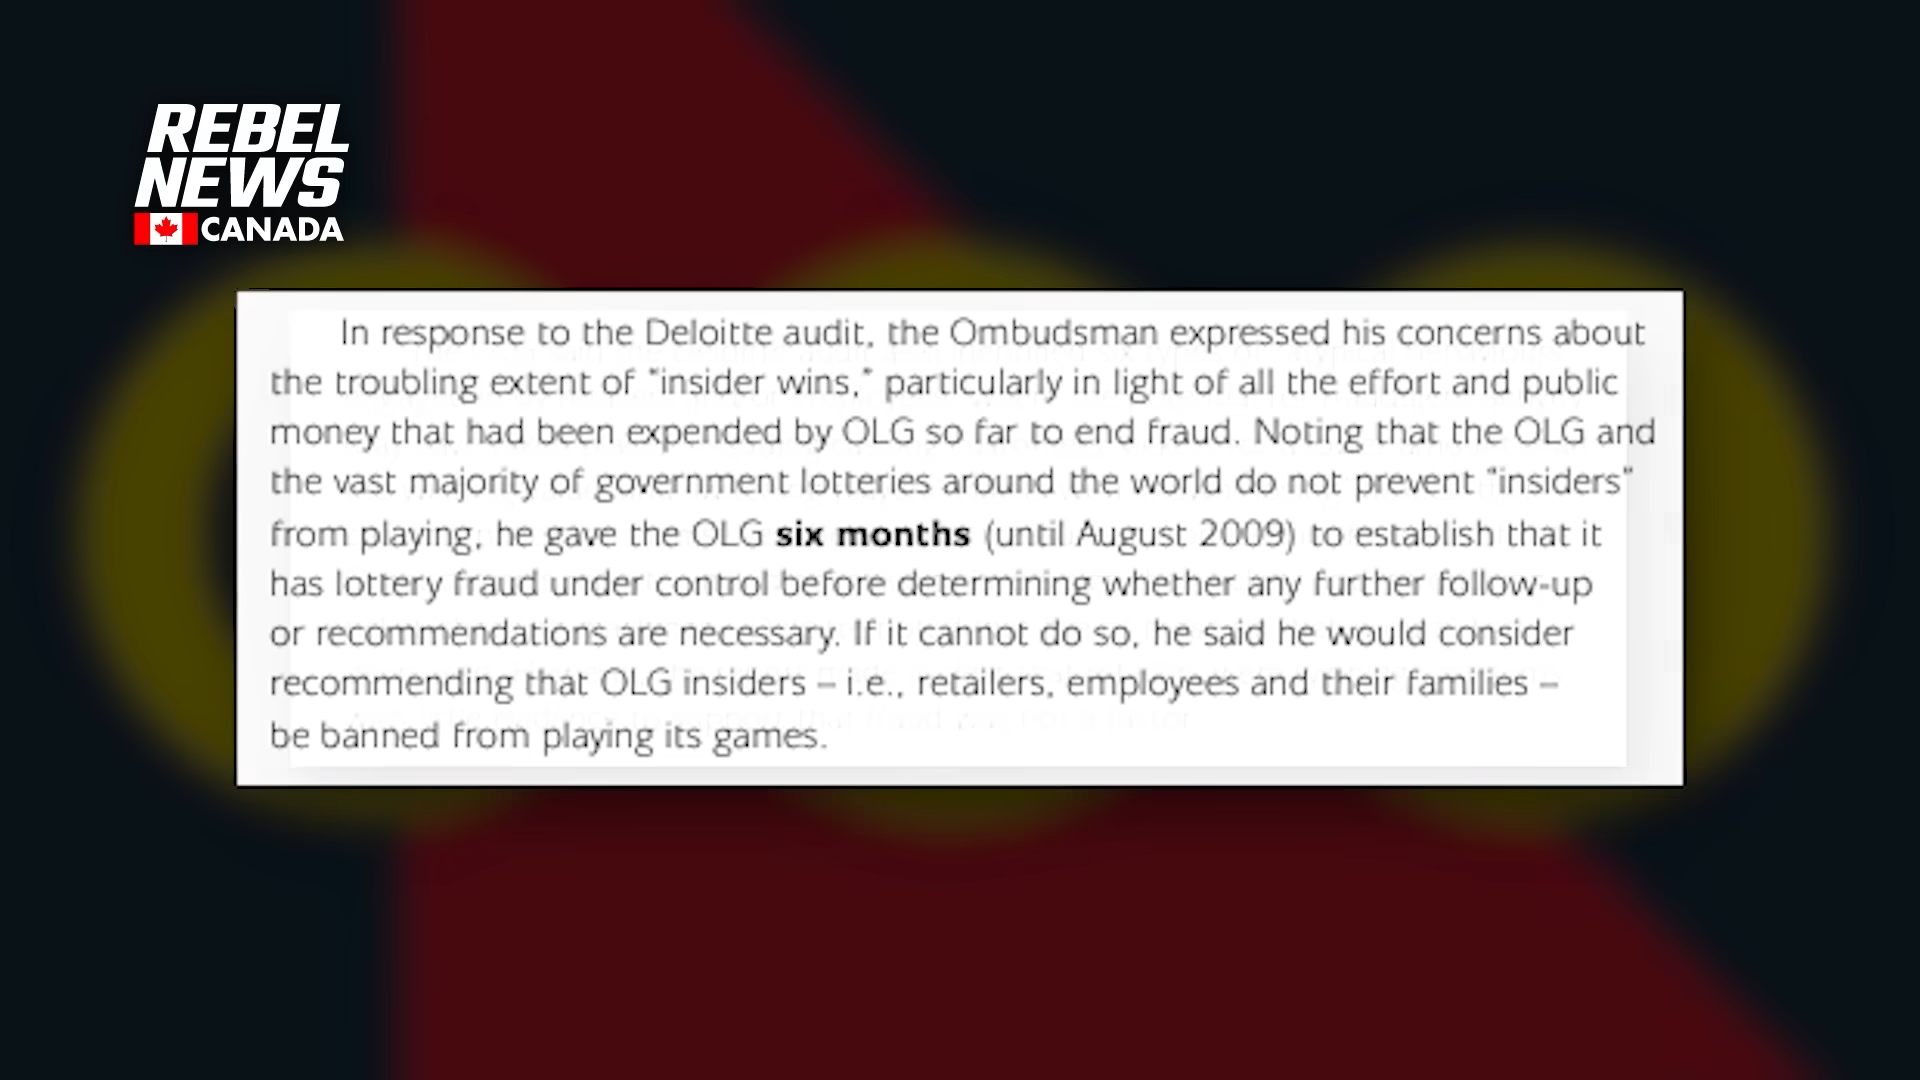 REBEL
NEWS
CANADA
In response to the Deloitte audit, the Ombudsman expressed his concerns about
the troubling extent of "insider wins," particularly in light of all the effort and public
money that had been expended by OLG so far to end fraud. Noting that the OLG and
the vast majority of government lotteries around the world do not prevent "insiders"
from playing, he gave the OLG six months (until August 2009) to establish that it
has lottery fraud under control before determining whether any further follow-up
or recommendations are necessary. If it cannot do so, he said he would consider
recommending that OLG insiders – i.e., retailers, employees and their families –
be banned from playing its games.